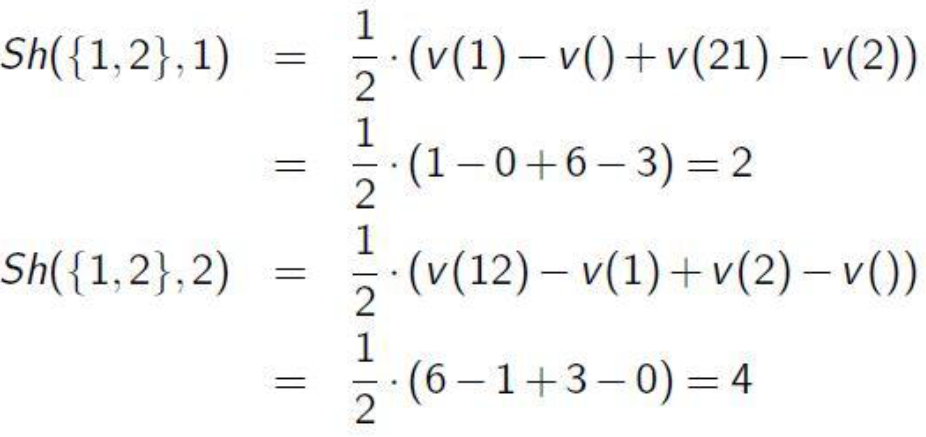 Sh({1,2},1) = 1/2 · (v(1) − v() + v(21) − v(2))
= 1/2 · (1 − 0 + 6 − 3) = 2
Sh({1,2},2) = 1/2 · (v(12) − v(1) + v(2) − v())
= 1/2 · (6 − 1 + 3 − 0) = 4